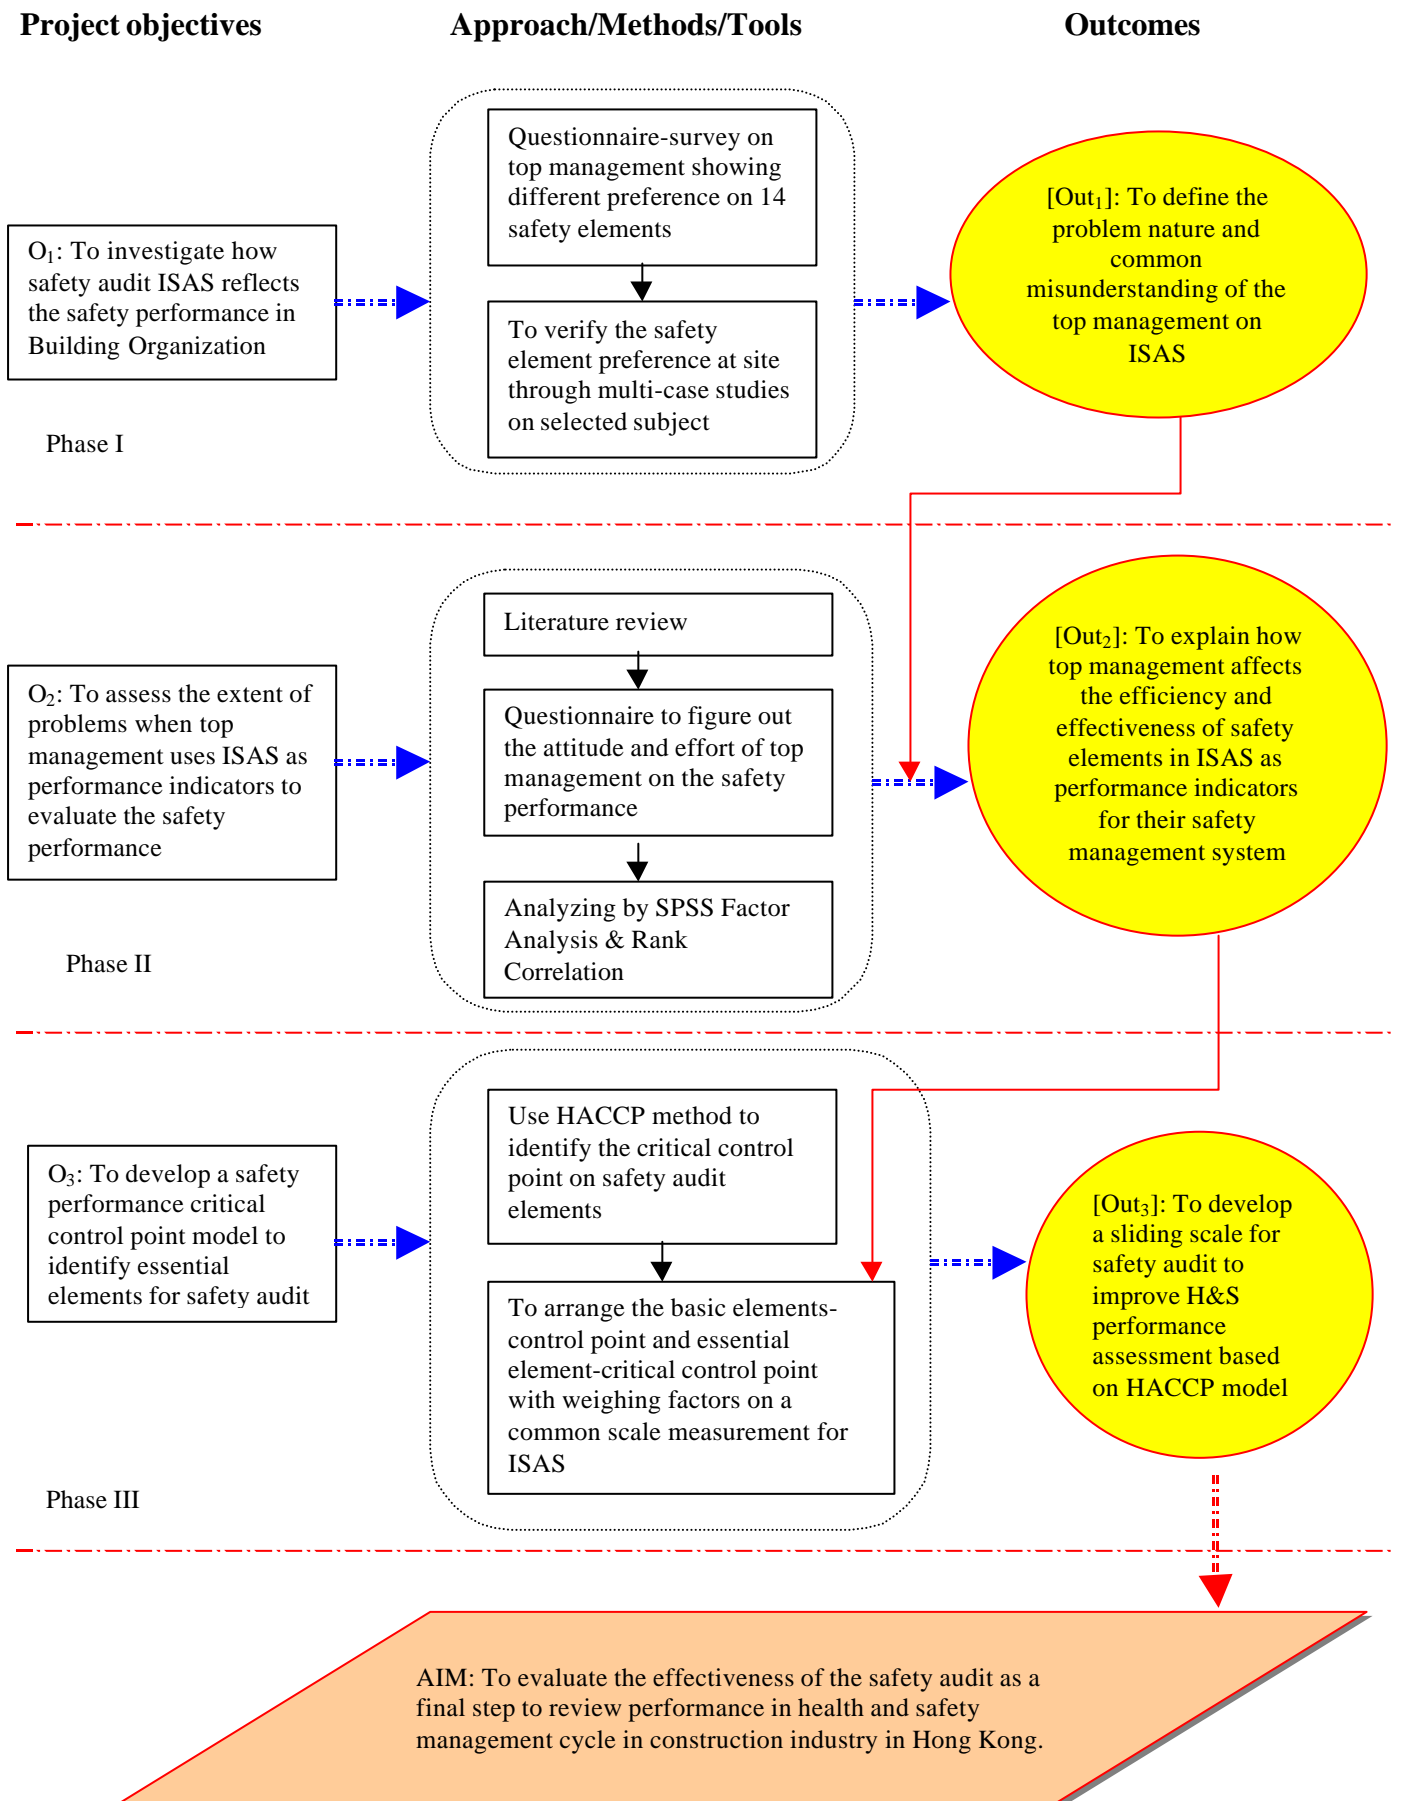 Project objectives
Approach/Methods/Tools
Outcomes
Questionnaire-survey on
top management showing
different preference on 14
safety elements
[Out1]: To define the
problem nature and
common
misunderstanding of the
top management on
ISAS
O1: To investigate how
safety audit ISAS reflects
the safety performance in
Building Organization
To verify the safety
element preference at site
through multi-case studies
on selected subject
Phase I
Literature review
[Out2]: To explain how
top management affects
the efficiency and
effectiveness of safety
elements in ISAS as
performance indicators
for their safety
management system
O2: To assess the extent of
problems when top
management uses ISAS as
performance indicators to
evaluate the safety
performance
Questionnaire to figure out
the attitude and effort of top
management on the safety
performance
Analyzing by SPSS Factor
Analysis & Rank
Correlation
Phase II
Use HACCP method to
identify the critical control
point on safety audit
elements
O3: To develop a safety
performance critical
control point model to
identify essential
elements for safety audit
[Out3]: To develop
a sliding scale for
safety audit to
improve H&S
performance
assessment based
on HACCP model
To arrange the basic elements-
control point and essential
element-critical control point
with weighing factors on a
common scale measurement for
ISAS
Phase III
AIM: To evaluate the effectiveness of the safety audit as a
final step to review performance in health and safety
management cycle in construction industry in Hong Kong.